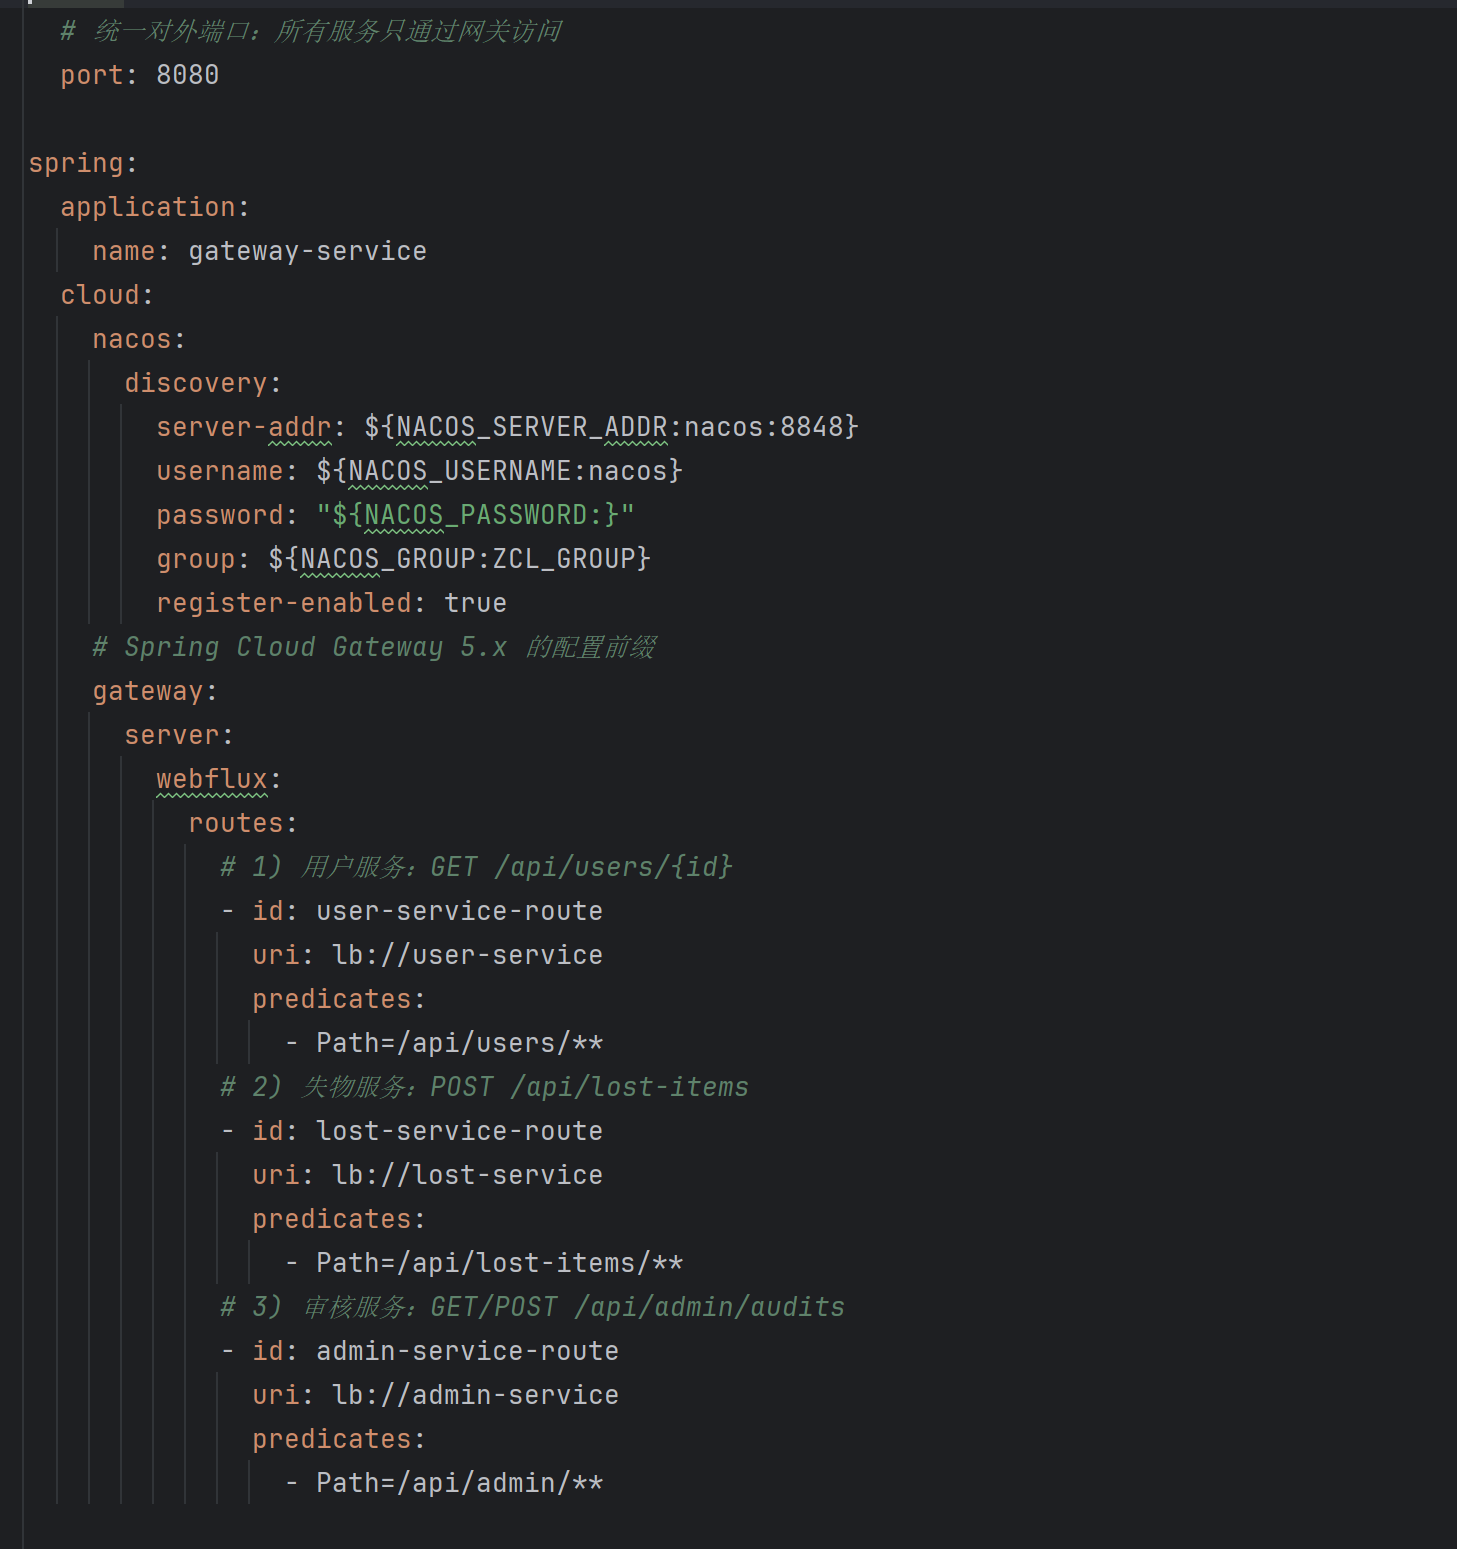 # 统一对外端口：所有服务只通过网关访问
port: 8080
spring:
application:
name: gateway-service
cloud:
nacos:
discovery:
server-addr: ${NACOS_SERVER_ADDR:nacos:8848}
username: ${NACOS_USERNAME:nacos}
password: "${NACOS_PASSWORD:}"
group: ${NACOS_GROUP:ZCL_GROUP}
register-enabled: true
# Spring Cloud Gateway 5.x 的配置前缀
gateway:
server:
webflux:
routes:
# 1) 用户服务：GET /api/users/{id}
- id: user-service-route
uri: lb://user-service
predicates:
- Path=/api/users/**
# 2) 失物服务：POST /api/lost-items
- id: lost-service-route
uri: lb://lost-service
predicates:
- Path=/api/lost-items/**
# 3) 审核服务：GET/POST /api/admin/audits
- id: admin-service-route
uri: lb://admin-service
predicates:
- Path=/api/admin/**